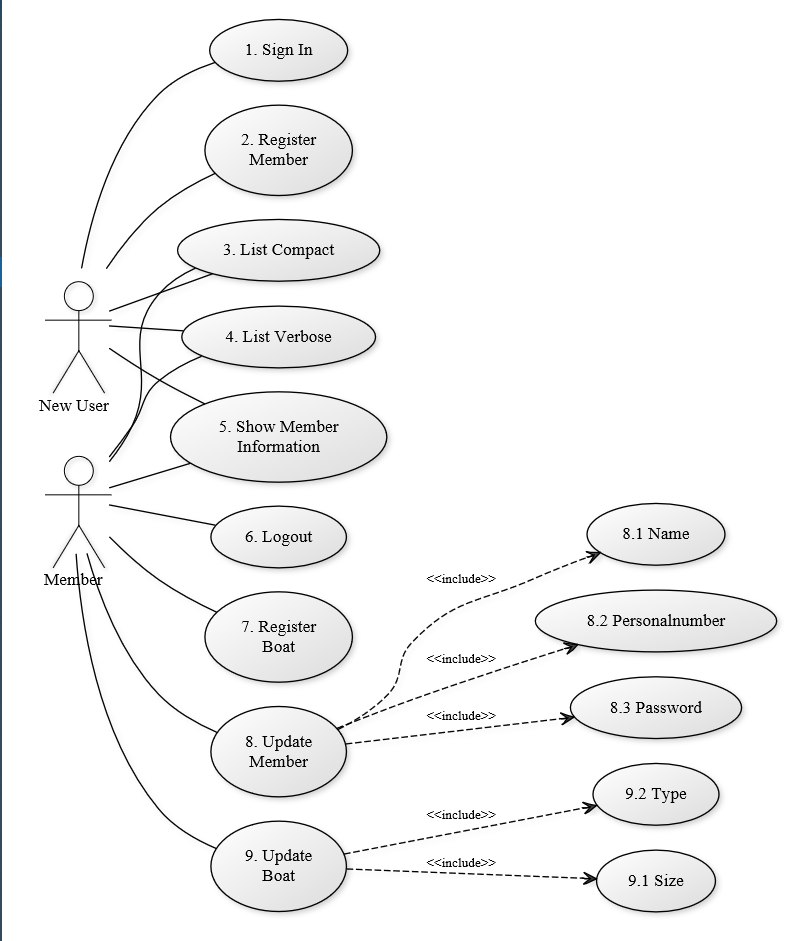 1. Sign In
2. Register
Member
3. List Compact
4. List Verbose
New User
5. Show Member
Information
6. Logout
Member
7. Register
Boat
8. Update
Member
9. Update
Boat
<<include>>
8.1 Name
<<include>>
8.2 Personalnumber
<<include>>
8.3 Password
<<include>>
9.2 Type
<<include>>
9.1 Size